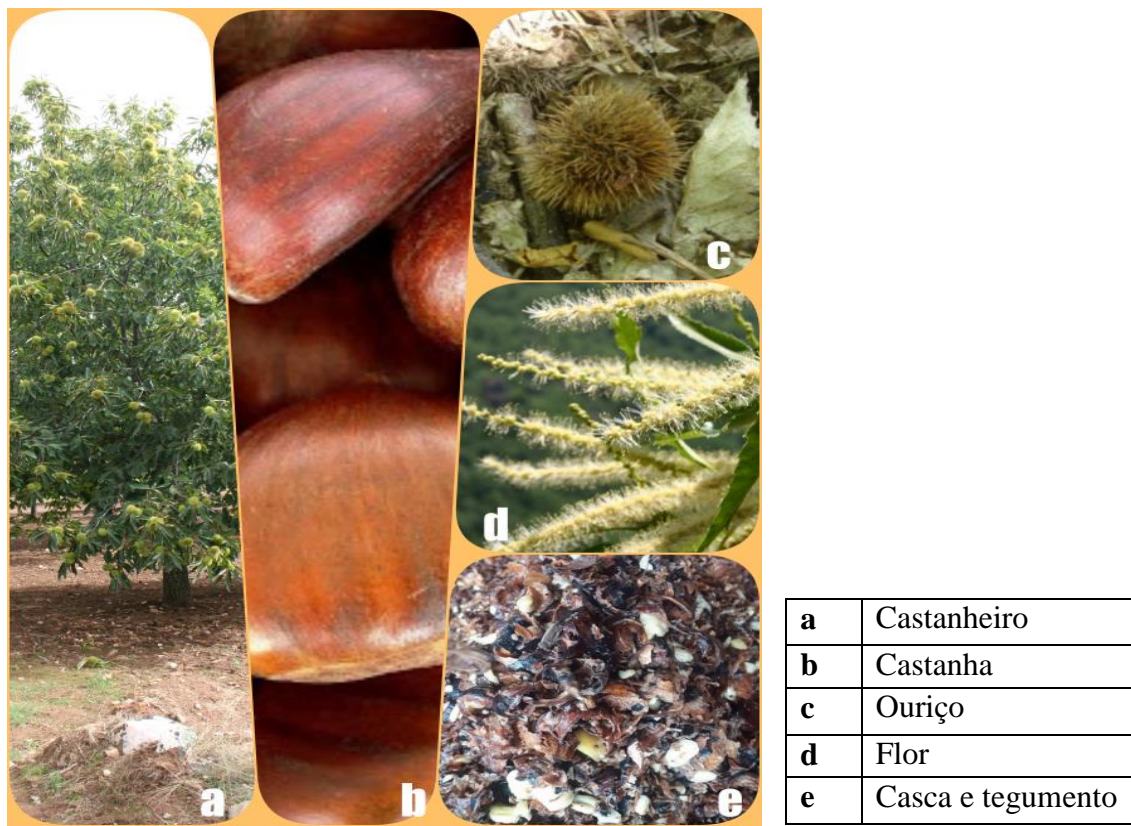 c
d
a
b
e
a Castanheiro
b Castanha
c Ouriço
d Flor
e Casca e tegumento